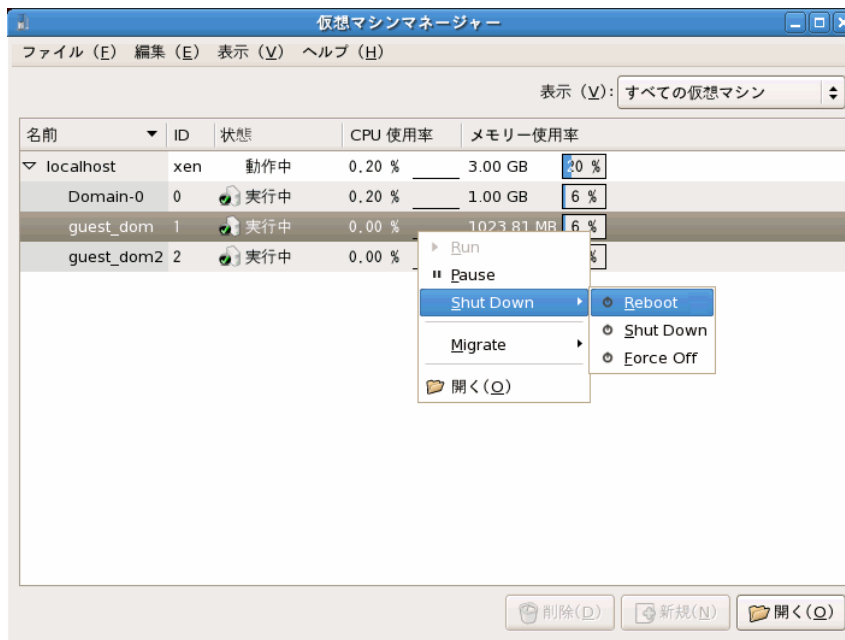 仮想マシンマネージャー
ファイル (F) 編集 (E) 表示 (V) ヘルプ (H)
表示 (V): すべての仮想マシン
名前 ID 状態 CPU 使用率 メモリー使用率
localhost xen 動作中 0.20 % 3.00 GB 20 %
Domain-0 0 実行中 0.20 % 1.00 GB 6 %
guest_dom 1 実行中 0.00 % 1023.81 MB 6 %
guest_dom2 2 実行中 0.00 % %
Run
Pause
Shut Down
Migrate
開く(O)
Reboot
Shut Down
Force Off
削除(D) 新規(N) 開く(O)